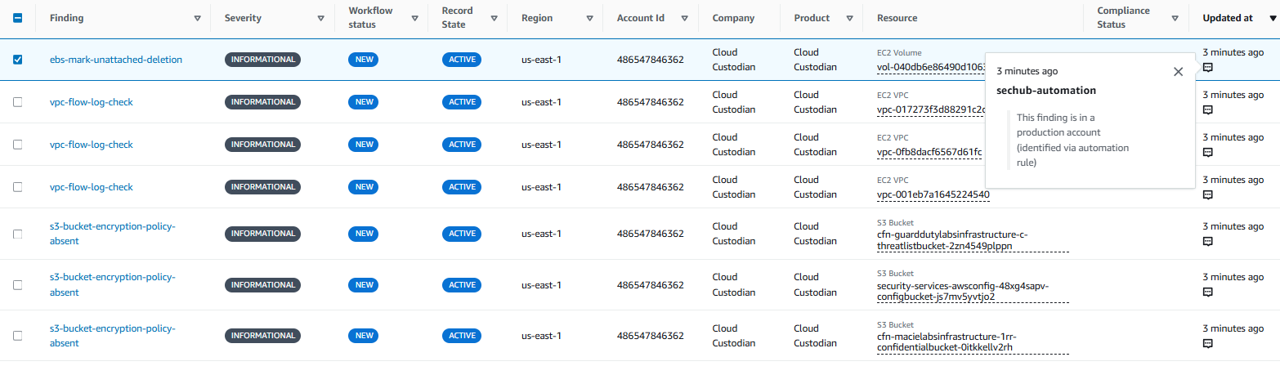 Finding Severity Workflow status Record State Region Account Id Company Product Resource Compliance Status Updated at
ebs-mark-unattached-deletion INFORMATIONAL NEW ACTIVE us-east-1 486547846362 Cloud Custodian Cloud Custodian EC2 Volume 3 minutes ago
vpc-flow-log-check INFORMATIONAL NEW ACTIVE us-east-1 486547846362 Cloud Custodian Cloud Custodian EC2 VPC 3 minutes ago
vpc-flow-log-check INFORMATIONAL NEW ACTIVE us-east-1 486547846362 Cloud Custodian Cloud Custodian EC2 VPC vpc-0fb8dacf6567d61fc 3 minutes ago
vpc-flow-log-check INFORMATIONAL NEW ACTIVE us-east-1 486547846362 Cloud Custodian Cloud Custodian EC2 VPC vpc-001eb7a1645224540 3 minutes ago
s3-bucket-encryption-policy-absent INFORMATIONAL NEW ACTIVE us-east-1 486547846362 Cloud Custodian Cloud Custodian S3 Bucket cfn-guarddutylabsinfrastructure-c-threatlistbucket-2zn4549plppn 3 minutes ago
s3-bucket-encryption-policy-absent INFORMATIONAL NEW ACTIVE us-east-1 486547846362 Cloud Custodian Cloud Custodian S3 Bucket security-services-awsconfig-48xg4sapv-configbucket-js7mv5yvtjo2 3 minutes ago
s3-bucket-encryption-policy-absent INFORMATIONAL NEW ACTIVE us-east-1 486547846362 Cloud Custodian Cloud Custodian S3 Bucket cfn-macielabsinfrastructure-1rr-confidentialbucket-0itkkellv2rh 3 minutes ago
3 minutes ago
sechub-automation
This finding is in a
production account
(identified via automation
rule)